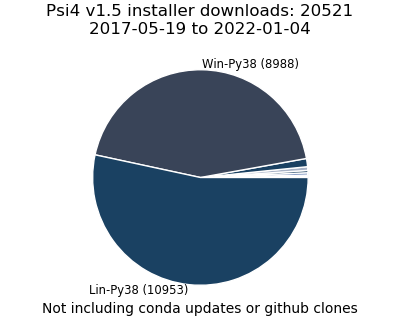 Psi4 v1.5 installer downloads: 20521
2017-05-19 to 2022-01-04
Win-Py38 (8988)
Lin-Py38 (10953)
Not including conda updates or github clones